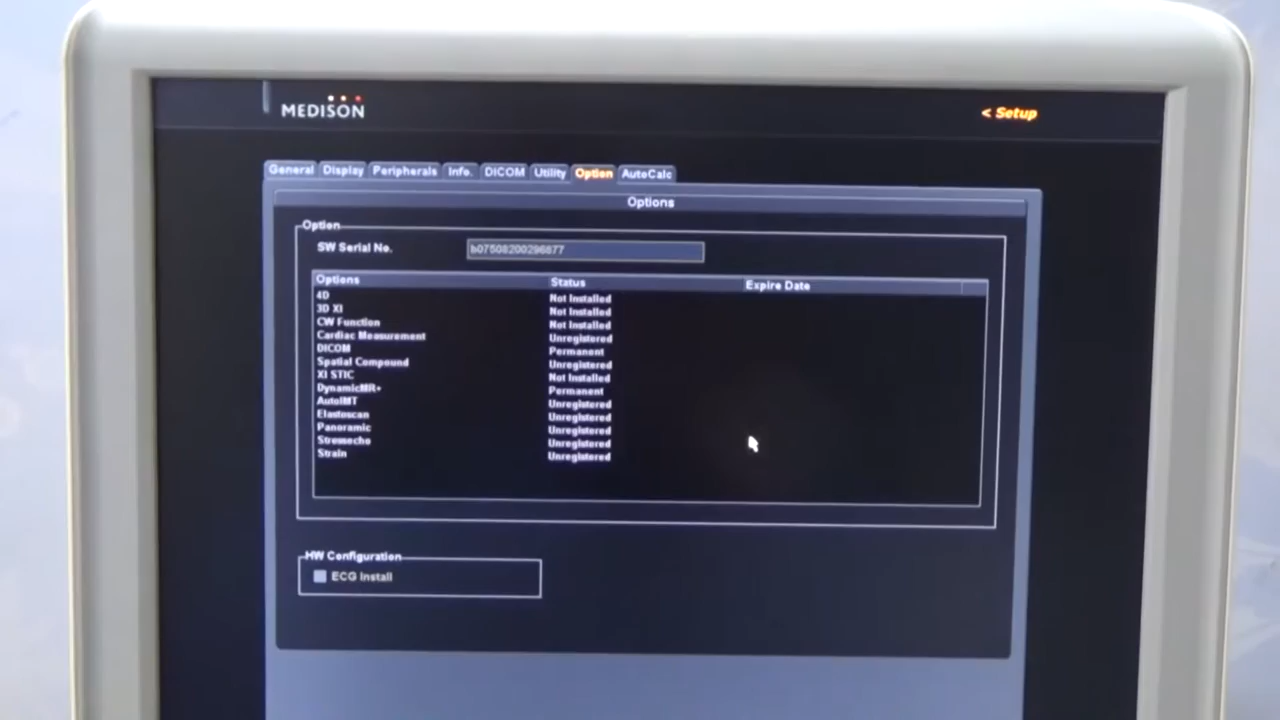 MEDISON
< Setup
General Display Peripherals Info. DICOM Utility Option AutoCalc
Options
Option
SW Serial No. b07508200296877
Options Status Expire Date
4D Not Installed
3D XI Not Installed
CW Function Not Installed
Cardiac Measurement Unregistered
DICOM Permanent
Spatial Compound Unregistered
XI STIC Not Installed
DynamicMR+ Permanent
AutoIMT Unregistered
Elastoscan Unregistered
Panoramic Unregistered
Stressecho Unregistered
Strain Unregistered
HW Configuration
ECG Install